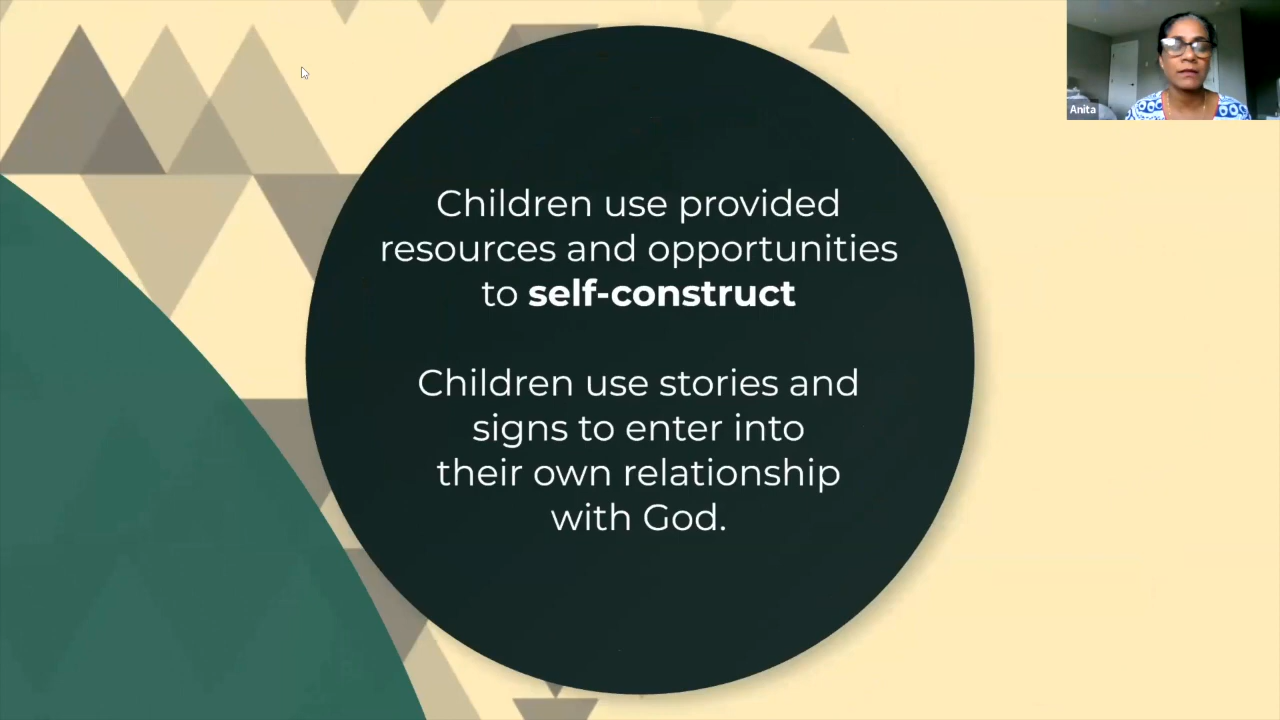 Anita
Children use provided
resources and opportunities
to self-construct
Children use stories and
signs to enter into
their own relationship
with God.